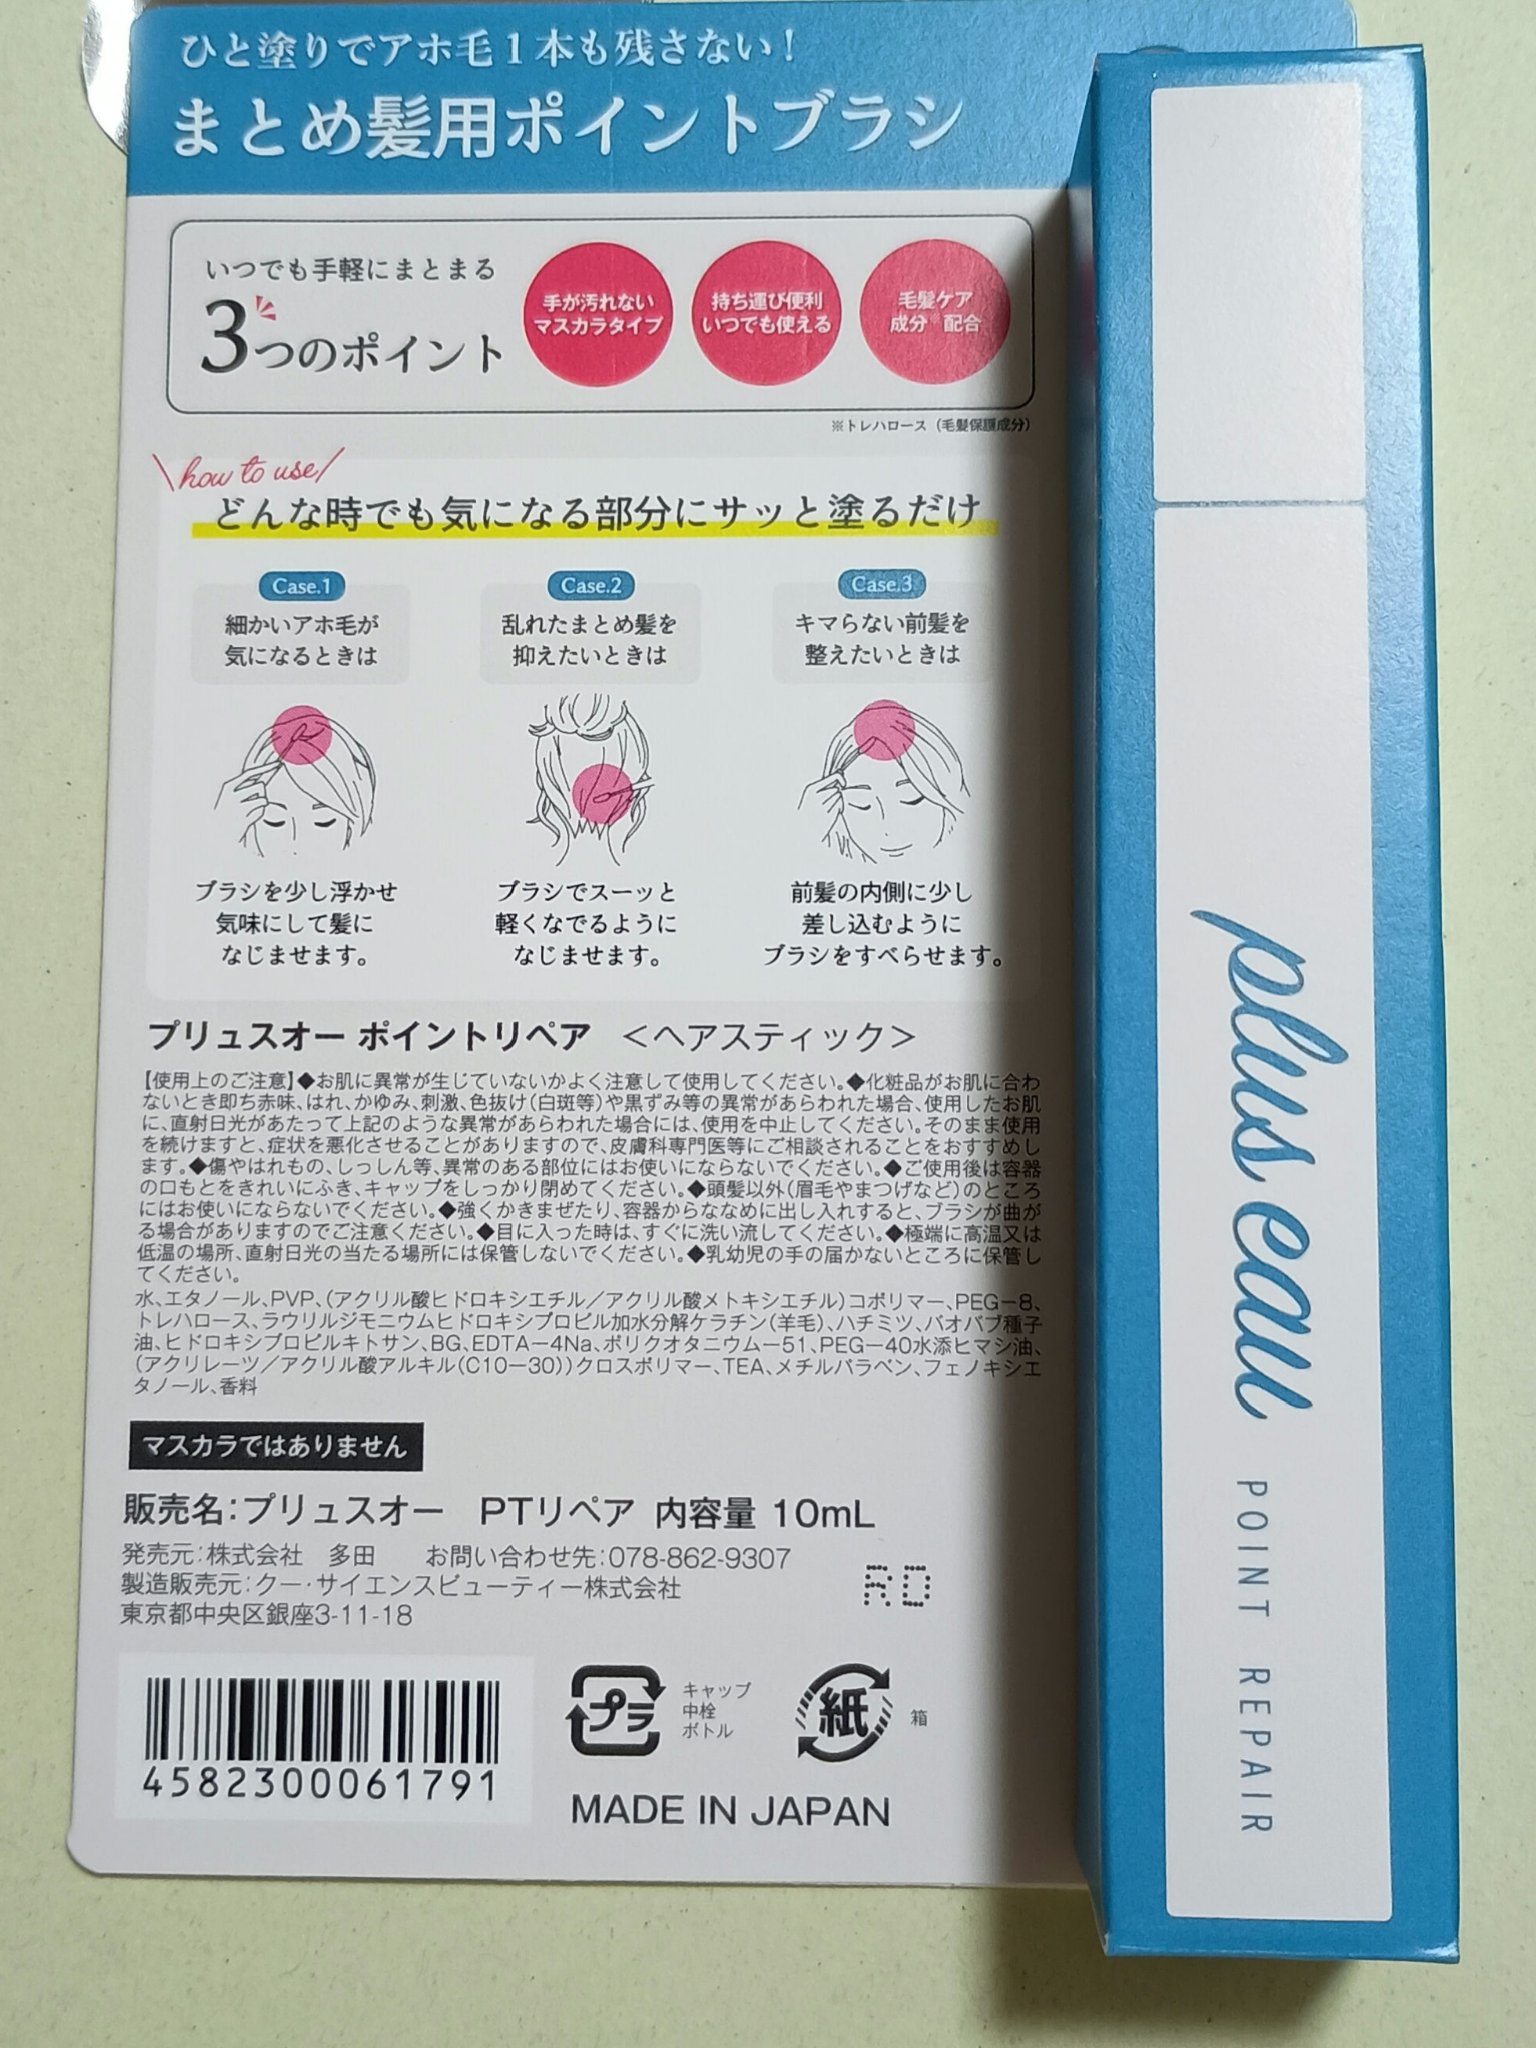 ひと塗りでアホ毛1本も残さない!
まとめ髪用ポイントブラシ
いつでも手軽にまとまる
3つのポイント
手が汚れない
マスカラタイプ
持ち運び便利
いつでも使える
毛髪ケア
成分※配合
※トレハロース(毛髪保護成分)
how to use
どんな時でも気になる部分にサッと塗るだけ
Case.1
細かいアホ毛が
気になるときは
ブラシを少し浮かせ
気味にして髪に
なじませます。
Case.2
乱れたまとめ髪を
抑えたいときは
ブラシでスーッと
軽くなでるように
なじませます。
Case.3
キマらない前髪を
整えたいときは
前髪の内側に少し
差し込むように
ブラシをすべらせます。
プリュスオー ポイントリペア <ヘアスティック>
【使用上のご注意】◆お肌に異常が生じていないかよく注意して使用してください。◆化粧品がお肌に合わ
ないとき即ち赤味、はれ、かゆみ、刺激、色抜け(白斑等)や黒ずみ等の異常があらわれた場合、使用したお肌
に、直射日光があたって上記のような異常があらわれた場合には、使用を中止してください。そのまま使用
を続けますと、症状を悪化させることがありますので、皮膚科専門医等にご相談されることをおすすめし
ます。◆傷やはれもの、しっしん等、異常のある部位にはお使いにならないでください。◆ご使用後は容器
の口もとをきれいにふき、キャップをしっかり閉めてください。◆頭髪以外(眉毛やまつげなど)のところ
にはお使いにならないでください。◆強くかきまぜたり、容器からななめに出し入れすると、ブラシが曲が
る場合がありますのでご注意ください。◆目に入った時は、すぐに洗い流してください。◆極端に高温又は
低温の場所、直射日光の当たる場所には保管しないでください。◆乳幼児の手の届かないところに保管し
てください。
水、エタノール、PVP、(アクリル酸ヒドロキシエチル/アクリル酸メトキシエチル)コポリマー、PEG-8、
トレハロース、ラウリルジモニウムヒドロキシプロピル加水分解ケラチン(羊毛)、ハチミツ、バオバブ種子
油、ヒドロキシプロピルキトサン、BG、EDTA-4Na、ポリクオタニウム-51、PEG-40水添ヒマシ油、
(アクリレーツ/アクリル酸アルキル(C10-30))クロスポリマー、TEA、メチルパラベン、フェノキシエ
タノール、香料
マスカラではありません
販売名:プリュスオー PTリペア 内容量 10mL
発売元:株式会社 多田 お問い合わせ先:078-862-9307
製造販売元:クー・サイエンスビューティー株式会社
東京都中央区銀座3-11-18
RD
4582300061791
プラ
キャップ
中栓
ボトル
紙
箱
MADE IN JAPAN
plus eau
POINT REPAIR